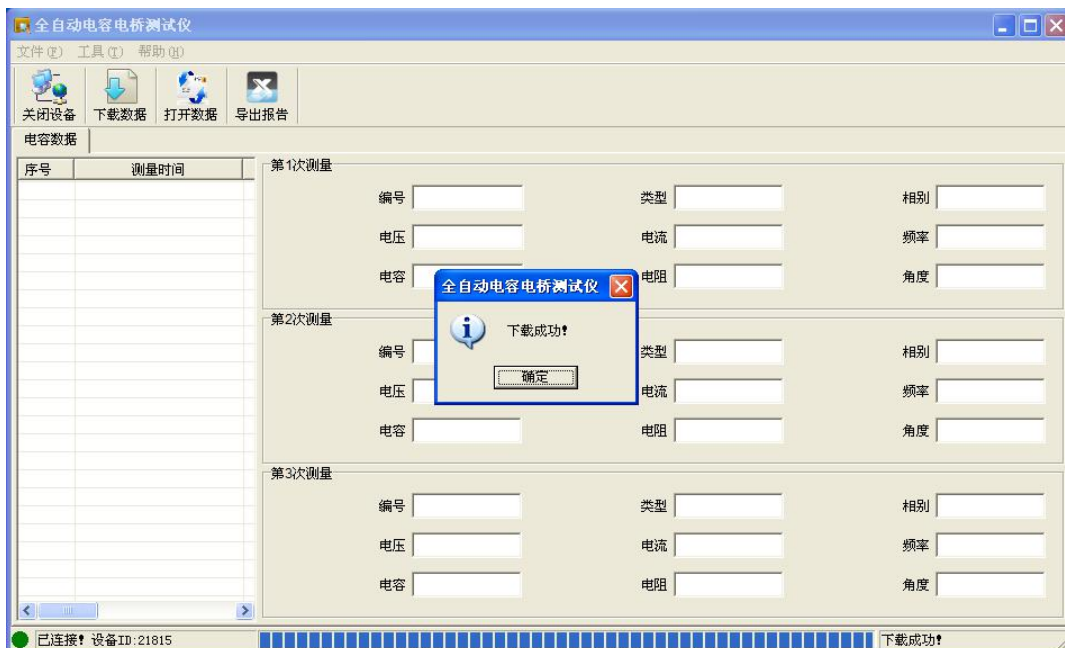 全自动电容电桥测试仪
文件(F) 工具(T) 帮助(H)
关闭设备 下载数据 打开数据 导出报告
电容数据
序号 测量时间
第1次测量
编号 类型 相别
电压 电流 频率
电容 电阻 角度
全自动电容电桥测试仪
下载成功!
确定
第2次测量
编号 类型 相别
电压 电流 频率
电容 电阻 角度
第3次测量
编号 类型 相别
电压 电流 频率
电容 电阻 角度
已连接! 设备ID:21815 下载成功!